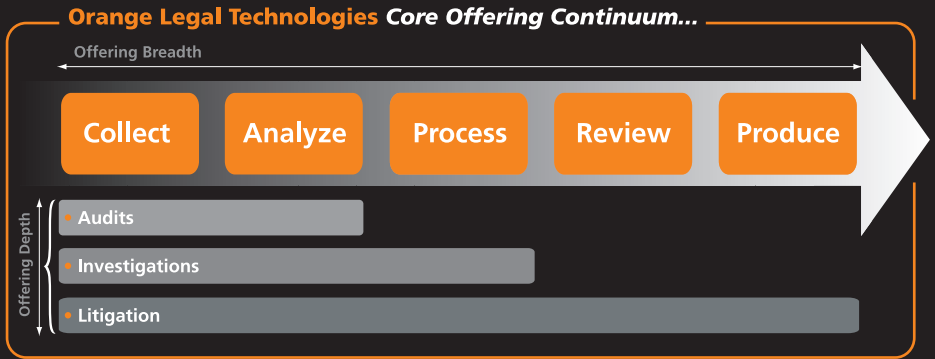 Orange Legal Technologies Core Offering Continuum...
Offering Breadth
Collect
Analyze
Process
Review
Produce
Offering Depth
• Audits
• Investigations
• Litigation